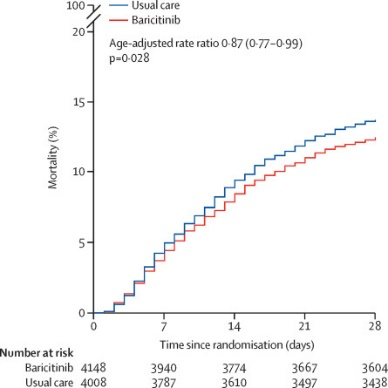 100
Usual care
Baricitinib
20
Age-adjusted rate ratio 0·87 (0·77–0·99)
p=0·028
15
Mortality (%)
10
5
0
0 7 14 21 28
Time since randomisation (days)
Number at risk
Baricitinib 4148 3940 3774 3667 3604
Usual care 4008 3787 3610 3497 3438